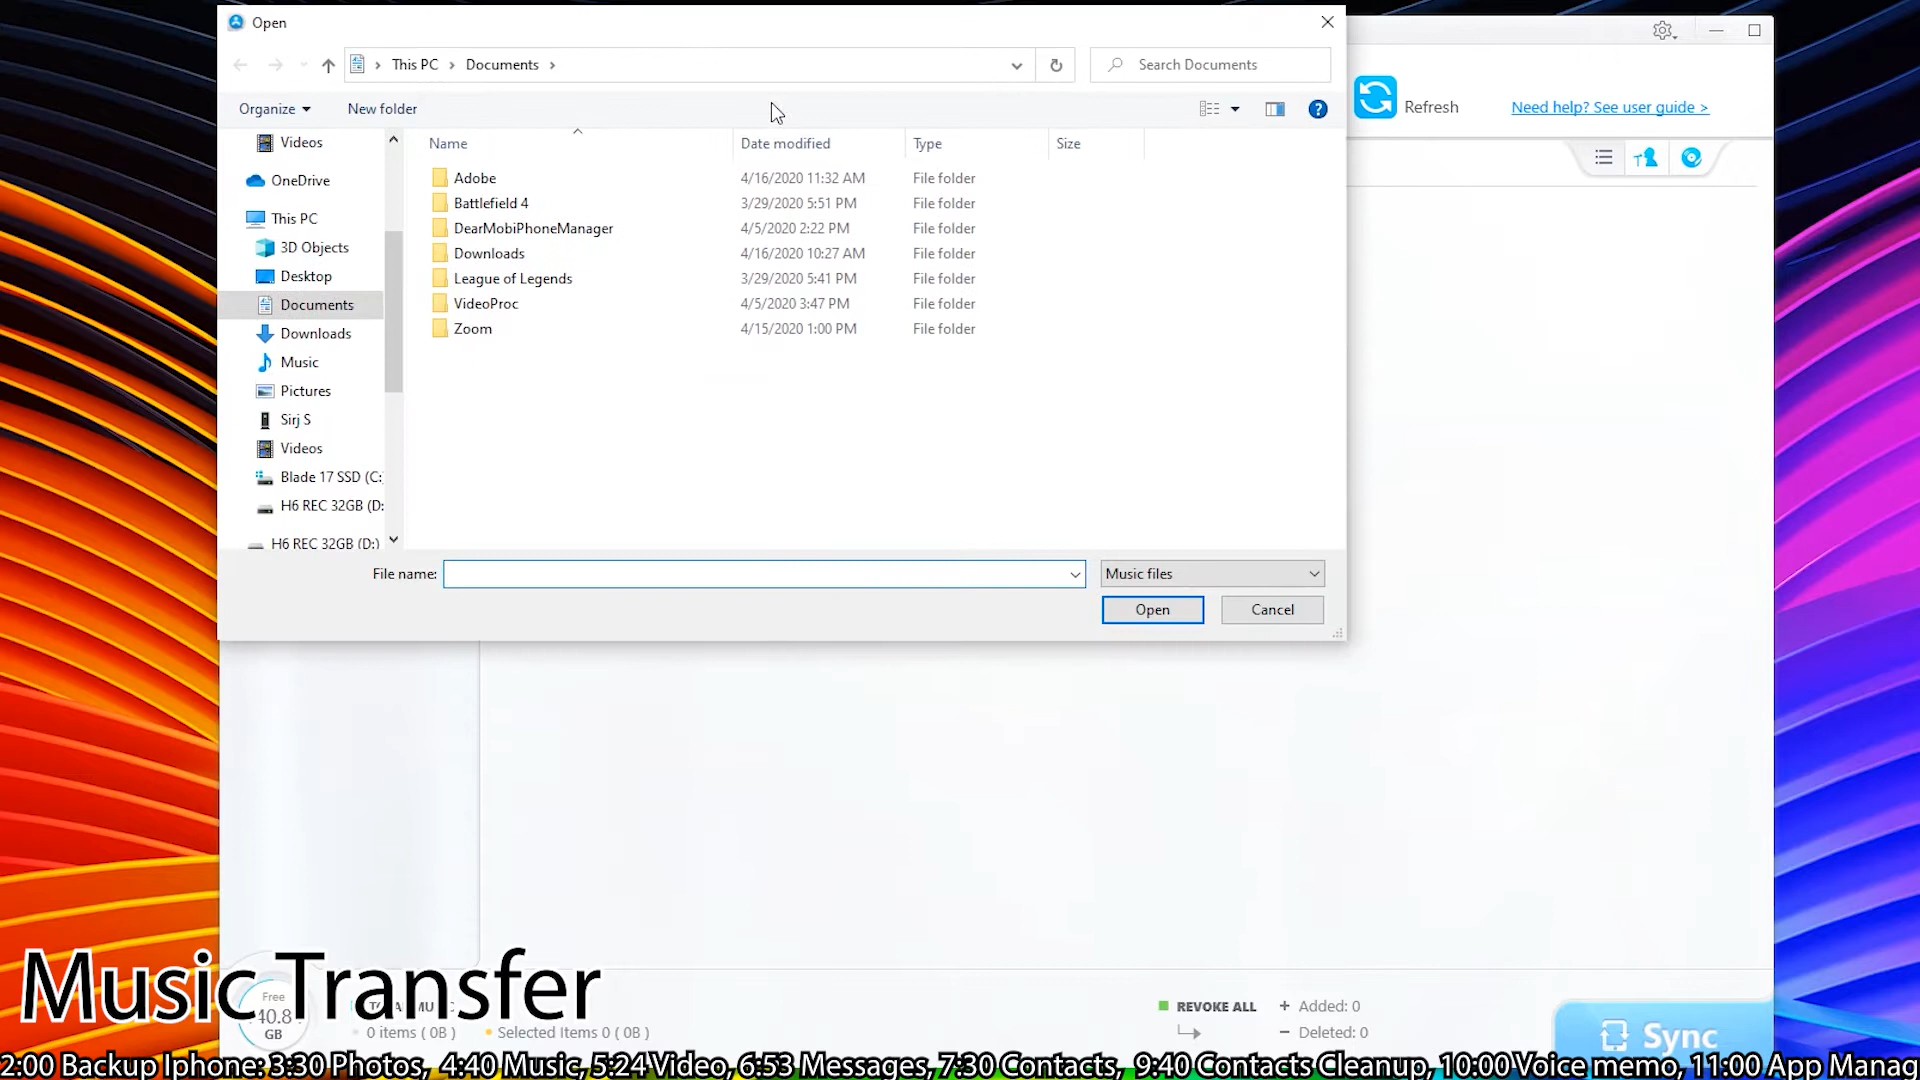 Open
This PC
Documents
Search Documents
Organize
New folder
Refresh
Need help? See user guide >
Name
Date modified
Type
Size
Videos
OneDrive
This PC
3D Objects
Desktop
Documents
Downloads
Music
Pictures
Sirj S
Videos
Blade 17 SSD (C:
H6 REC 32GB (D:
H6 REC 32GB (D:)
Adobe 4/16/2020 11:32 AM File folder
Battlefield 4 3/29/2020 5:51 PM File folder
DearMobiPhoneManager 4/5/2020 2:22 PM File folder
Downloads 4/16/2020 10:27 AM File folder
League of Legends 3/29/2020 5:41 PM File folder
VideoProc 4/5/2020 3:47 PM File folder
Zoom 4/15/2020 1:00 PM File folder
File name:
Music files
Open
Cancel
Music Transfer
Free
40.8
GB
0 items ( 0B )
Selected Items 0 ( 0B )
REVOKE ALL
+ Added: 0
− Deleted: 0
Sync
2:00 Backup Iphone: 3:30 Photos, 4:40 Music, 5:24 Video, 6:53 Messages, 7:30 Contacts, 9:40 Contacts Cleanup, 10:00 Voice memo, 11:00 App Manag